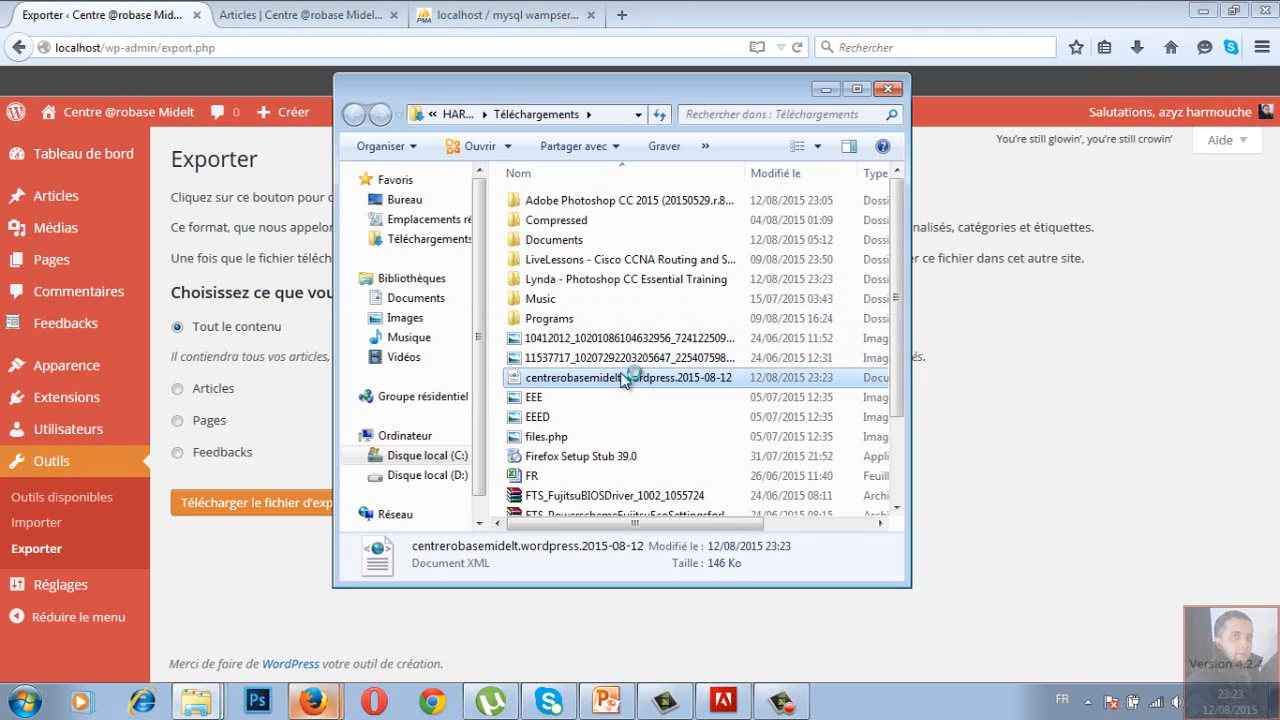 Exporter ‹ Centre @robase Mid...
Articles | Centre @robase Midel...
localhost / mysql wampser...
localhost/wp-admin/export.php
Rechercher
Centre @robase Midelt
0
Créer
Salutations, azyz harmouche
Tableau de bord
Articles
Médias
Pages
Commentaires
Feedbacks
Apparence
Extensions
Utilisateurs
Outils
Outils disponibles
Importer
Exporter
Réglages
Réduire le menu
You're still glowin', you're still crowin'
Aide
Exporter
Cliquez sur ce bouton pour
Ce format, que nous appelon
nalisés, catégories et étiquettes.
Une fois que le fichier téléch
er ce fichier dans cet autre site.
Choisissez ce que vou
Tout le contenu
Il contiendra tous vos articles,
Articles
Pages
Feedbacks
Télécharger le fichier d'exp
Merci de faire de WordPress votre outil de création.
Version 4.2.4
HAR...
Téléchargements
Rechercher dans : Téléchargements
Organiser
Ouvrir
Partager avec
Graver
»
Favoris
Bureau
Emplacements ré
Téléchargements
Bibliothèques
Documents
Images
Musique
Vidéos
Groupe résidentiel
Ordinateur
Disque local (C:)
Disque local (D:)
Réseau
Nom Modifié le Type
Adobe Photoshop CC 2015 (20150529.r.8... 12/08/2015 23:05 Dossi
Compressed 04/08/2015 01:09 Dossi
Documents 12/08/2015 05:12 Dossi
LiveLessons - Cisco CCNA Routing and S... 09/08/2015 23:50 Dossi
Lynda - Photoshop CC Essential Training 12/08/2015 23:23 Dossi
Music 15/07/2015 03:43 Dossi
Programs 09/08/2015 16:24 Dossi
10412012_10201086104632956_724122509... 24/06/2015 12:35 Imag
11537717_10207292203205647_225407598... 24/06/2015 12:31 Imag
centrerobasemidelt.wordpress.2015-08-12 12/08/2015 23:23 Docu
EEE 05/07/2015 12:35 Imag
EEED 05/07/2015 12:35 Imag
files.php 05/07/2015 12:35 Imag
Firefox Setup Stub 39.0 31/07/2015 21:52 Appli
FR 26/06/2015 11:40 Feuill
FTS_FujitsuBIOSDriver_1002_1055724 24/06/2015 08:11 Archi
centrerobasemidelt.wordpress.2015-08-12 Modifié le : 12/08/2015 23:23
Document XML Taille : 146 Ko
FR
23:23
12/08/2015